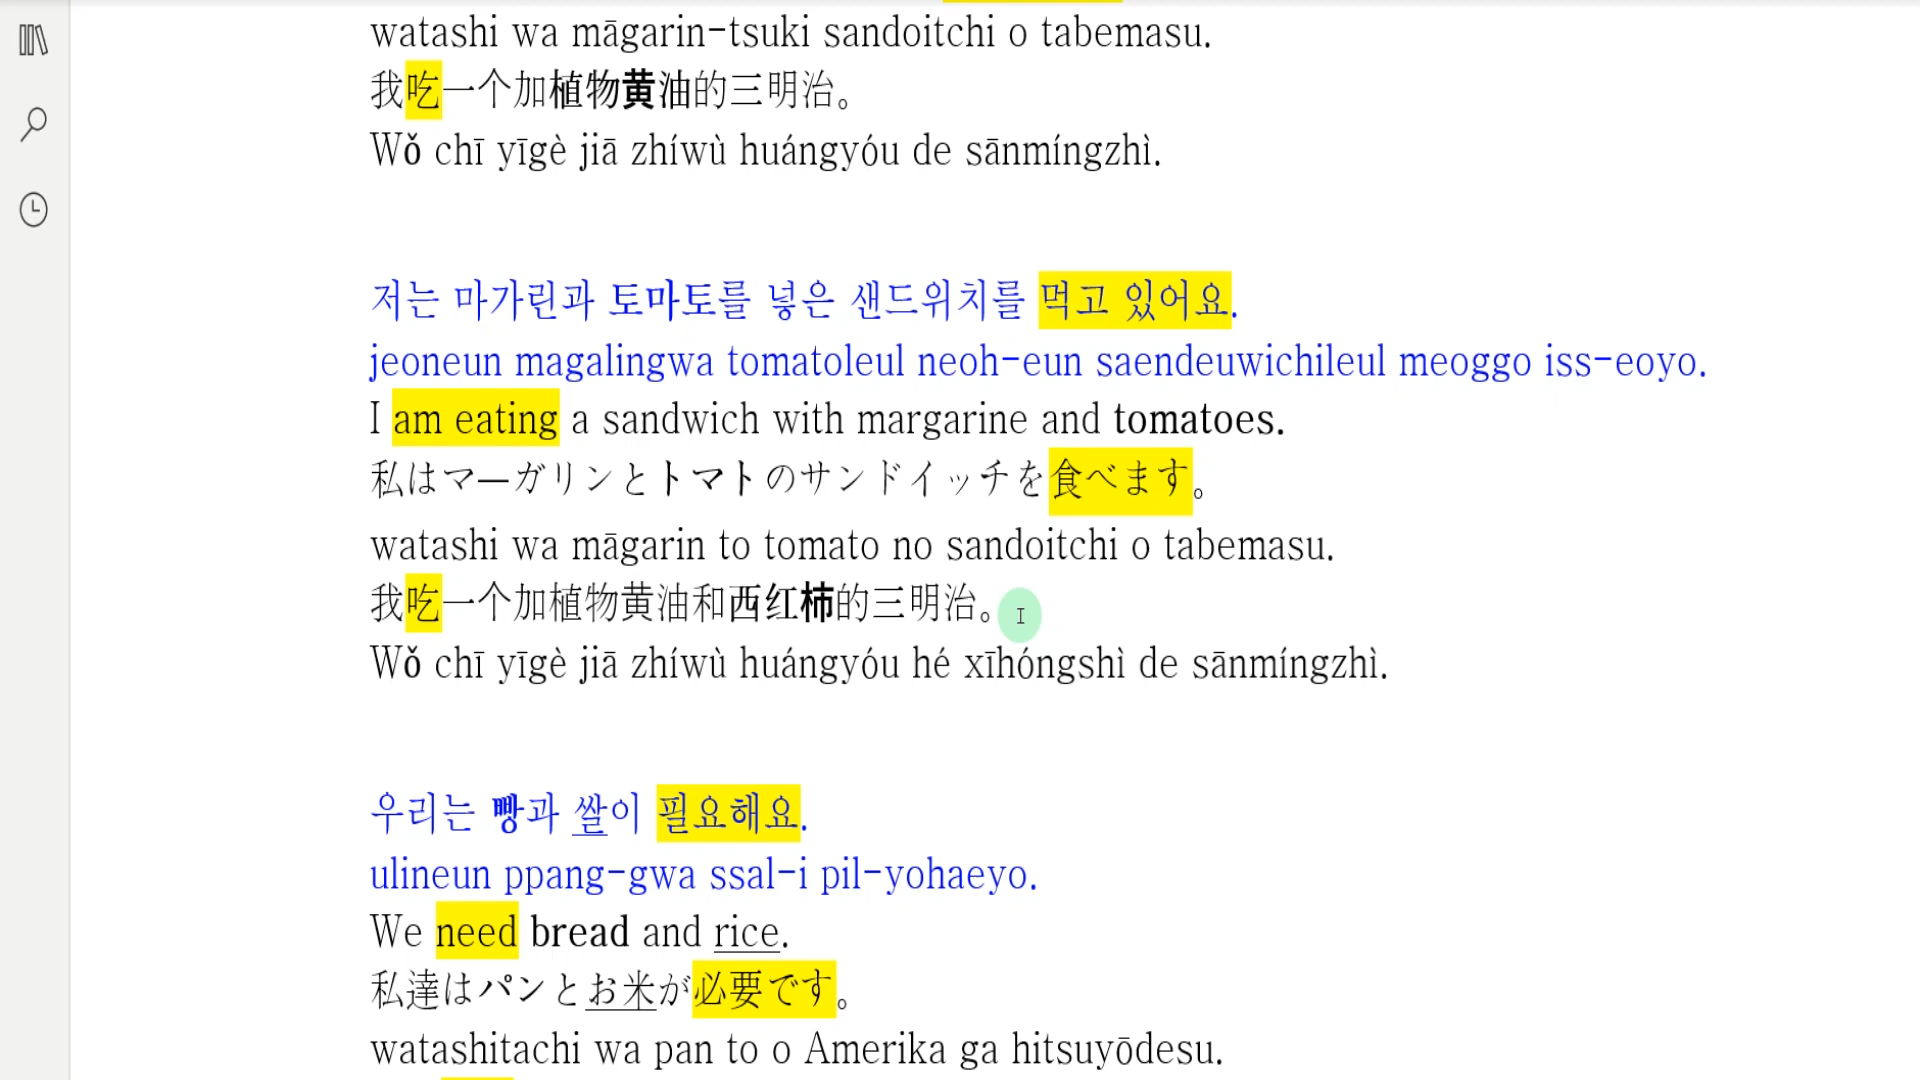 watashi wa māgarin-tsuki sandoitchi o tabemasu.
我吃一个加植物黄油的三明治。
Wǒ chī yīgè jiā zhíwù huángyóu de sānmíngzhì.
저는 마가린과 토마토를 넣은 샌드위치를 먹고 있어요.
jeoneun magalingwa tomatoleul neoh-eun saendeuwichileul meoggo iss-eoyo.
I am eating a sandwich with margarine and tomatoes.
私はマーガリンとトマトのサンドイッチを食べます。
watashi wa māgarin to tomato no sandoitchi o tabemasu.
我吃一个加植物黄油和西红柿的三明治。
Wǒ chī yīgè jiā zhíwù huángyóu hé xīhóngshì de sānmíngzhì.
우리는 빵과 쌀이 필요해요.
ulineun ppang-gwa ssal-i pil-yohaeyo.
We need bread and rice.
私達はパンとお米が必要です。
watashitachi wa pan to o Amerika ga hitsuyōdesu.